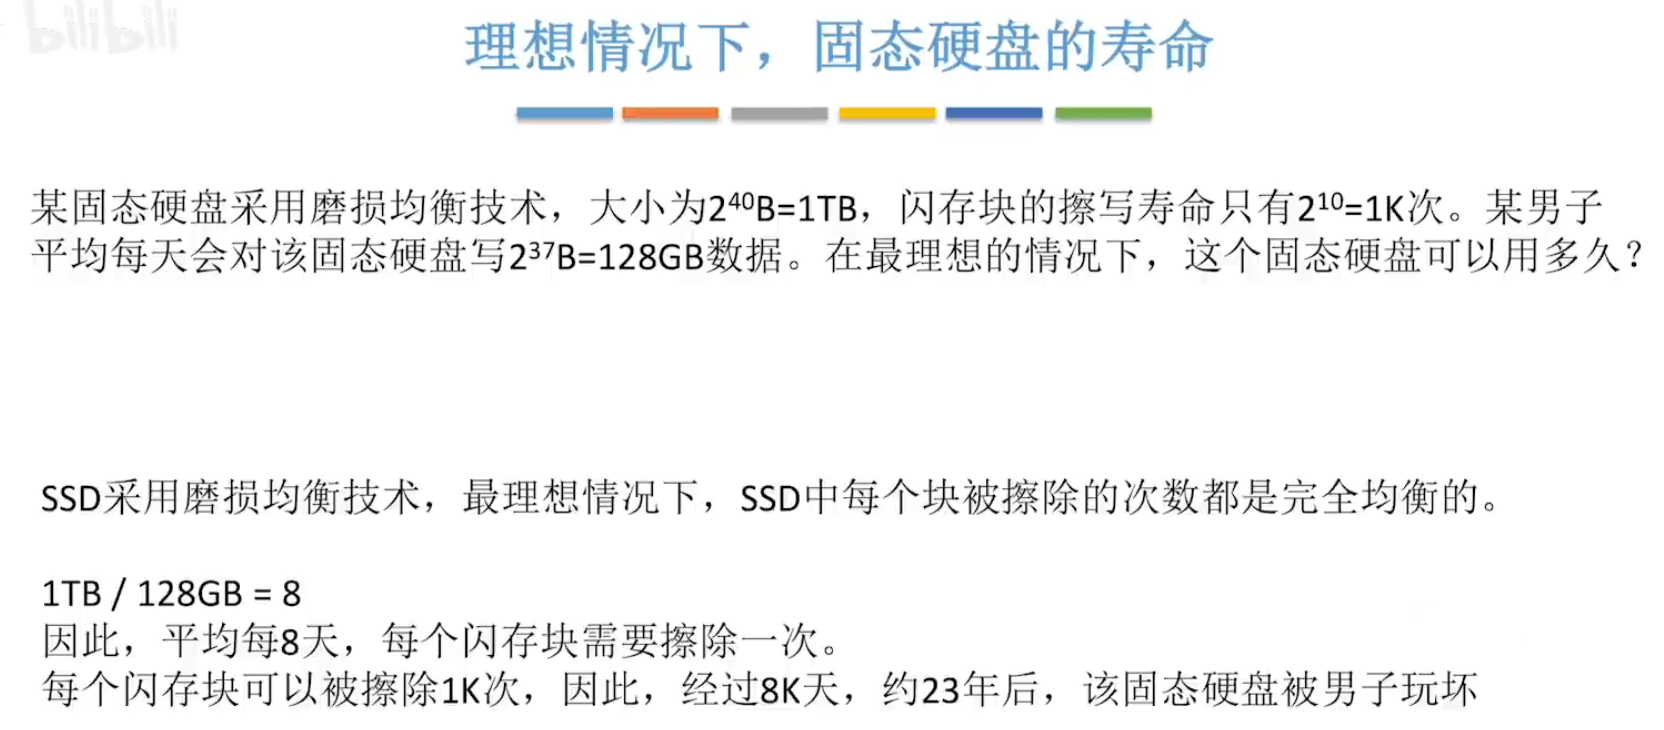 bilibili
理想情况下，固态硬盘的寿命
某固态硬盘采用磨损均衡技术，大小为2⁴⁰B=1TB，闪存块的擦写寿命只有2¹⁰=1K次。某男子
平均每天会对该固态硬盘写2³⁷B=128GB数据。在最理想的情况下，这个固态硬盘可以用多久？
SSD采用磨损均衡技术，最理想情况下，SSD中每个块被擦除的次数都是完全均衡的。
1TB / 128GB = 8
因此，平均每8天，每个闪存块需要擦除一次。
每个闪存块可以被擦除1K次，因此，经过8K天，约23年后，该固态硬盘被男子玩坏